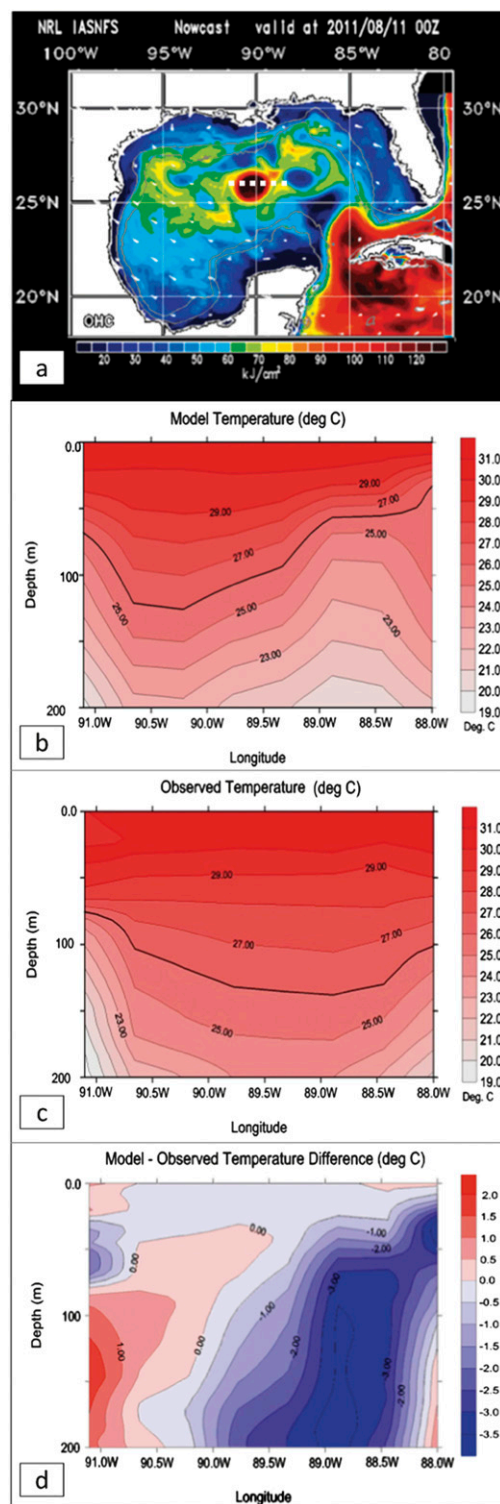 NRL IASNFS Nowcast valid at 2011/08/11 00Z
100°W 95°W 90°W 85°W 80
30°N
25°N
20°N
OHC
20 30 40 50 60 70 80 90 100 110 120
kJ/cm²
a
Model Temperature (deg C)
0.0
100
200
Depth (m)
29.00
29.00
27.00
27.00
25.00
25.00
25.00
23.00
23.00
91.0W 90.5W 90.0W 89.5W 89.0W 88.5W 88.0W
Longitude
31.0
30.0
29.0
28.0
27.0
26.0
25.0
24.0
23.0
22.0
21.0
20.0
19.0
Deg. C
b
Observed Temperature (deg C)
0.0
100
200
Depth (m)
29.00
29.00
27.00
27.00
25.00
25.00
23.00
91.0W 90.5W 90.0W 89.5W 89.0W 88.5W 88.0W
Longitude
31.0
30.0
29.0
28.0
27.0
26.0
25.0
24.0
23.0
22.0
21.0
20.0
19.0
Deg. C
c
Model - Observed Temperature Difference (deg C)
0.0
100
200
Depth (m)
0.00
0.00
0.00
1.00
-1.00
-2.00
-3.00
-1.00
-2.00
-3.00
-2.00
91.0W 90.5W 90.0W 89.5W 89.0W 88.5W 88.0W
Longitude
2.0
1.5
1.0
0.5
0.0
-0.5
-1.0
-1.5
-2.0
-2.5
-3.0
-3.5
d